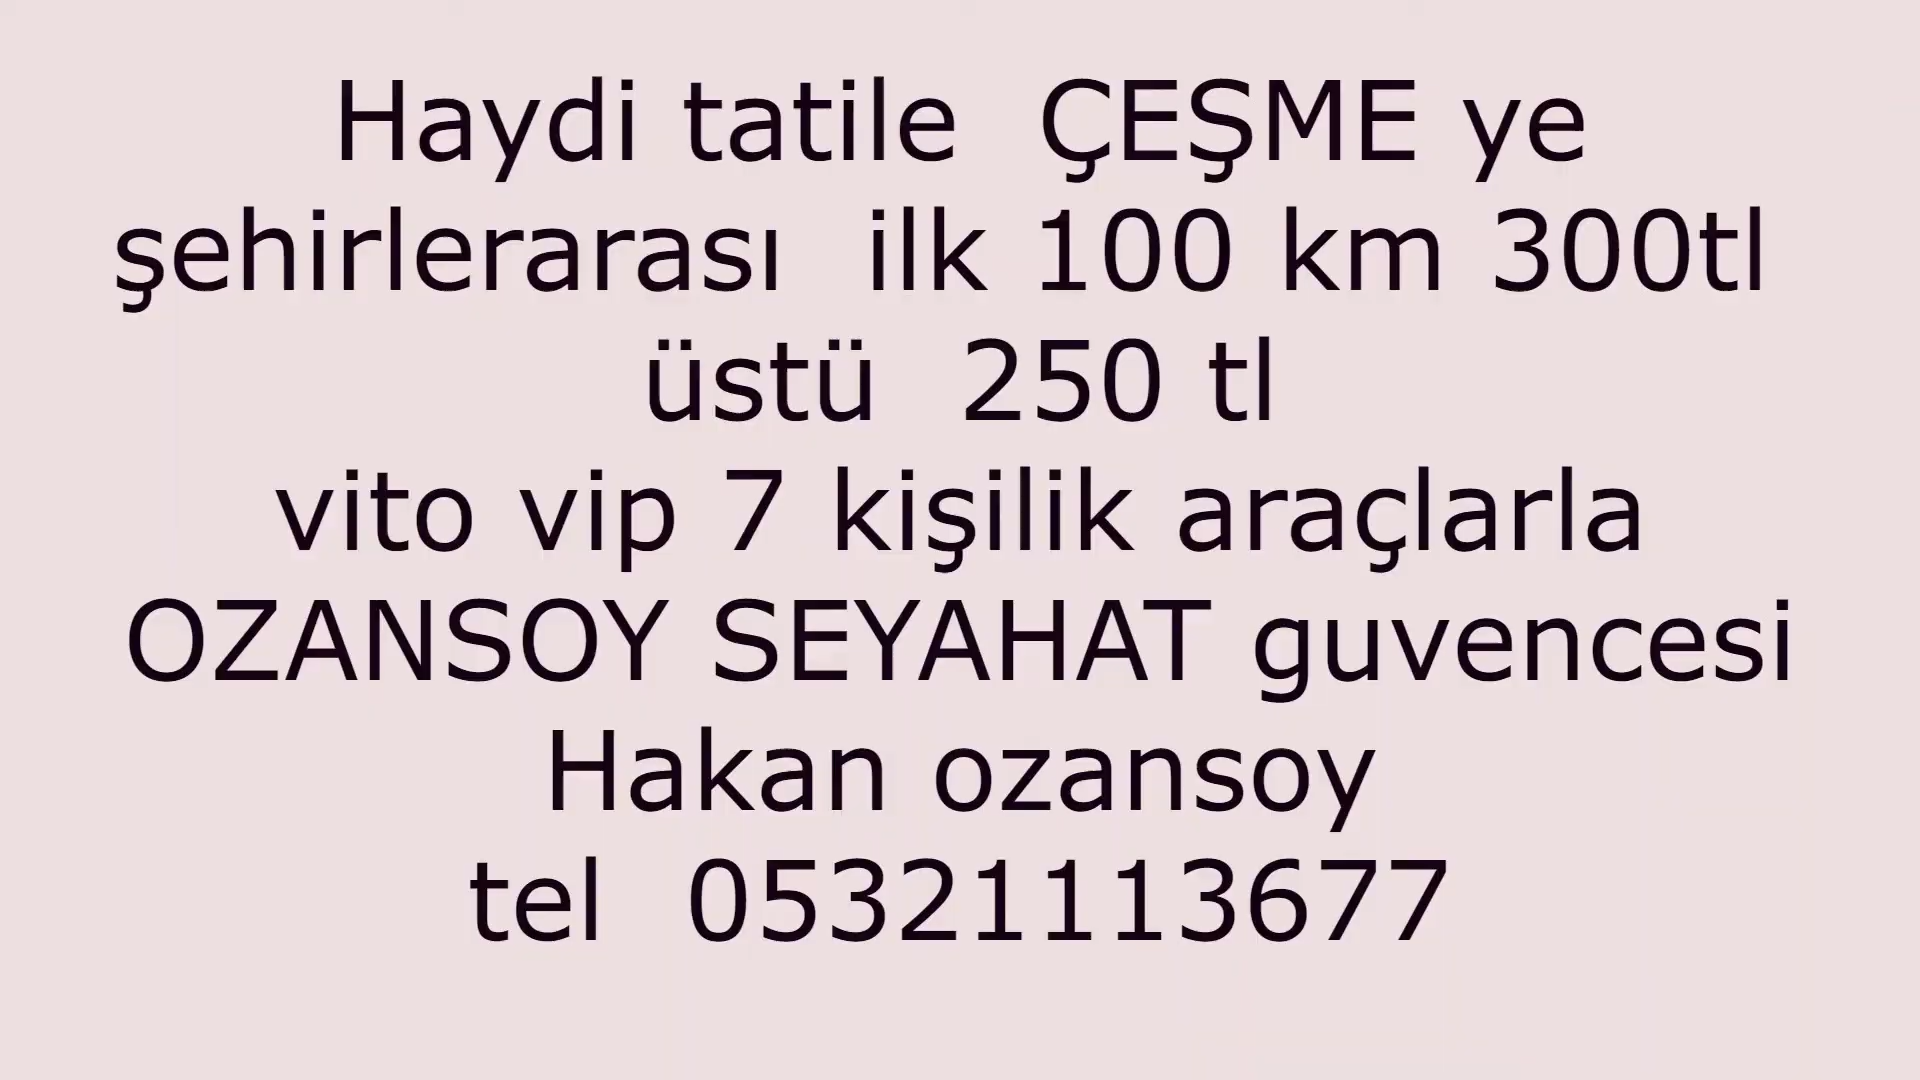 Haydi tatile ÇEŞME ye
şehirlerarası ilk 100 km 300tl
üstü 250 tl
vito vip 7 kişilik araçlarla
OZANSOY SEYAHAT guvencesi
Hakan ozansoy
tel 05321113677